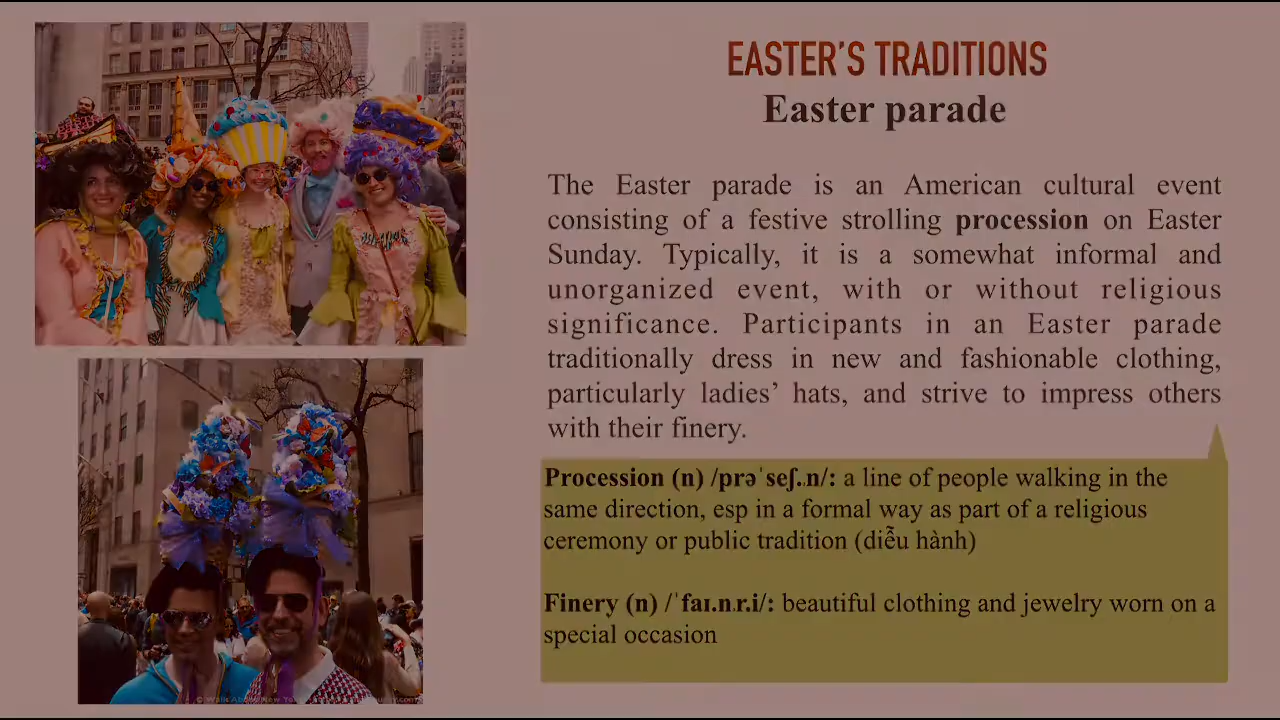 EASTER'S TRADITIONS
Easter parade
The Easter parade is an American cultural event
consisting of a festive strolling procession on Easter
Sunday. Typically, it is a somewhat informal and
unorganized event, with or without religious
significance. Participants in an Easter parade
traditionally dress in new and fashionable clothing,
particularly ladies' hats, and strive to impress others
with their finery.
Procession (n) /prəˈseʃ.n/: a line of people walking in the
same direction, esp in a formal way as part of a religious
ceremony or public tradition (diễu hành)
Finery (n) /ˈfaɪ.n.r.i/: beautiful clothing and jewelry worn on a
special occasion